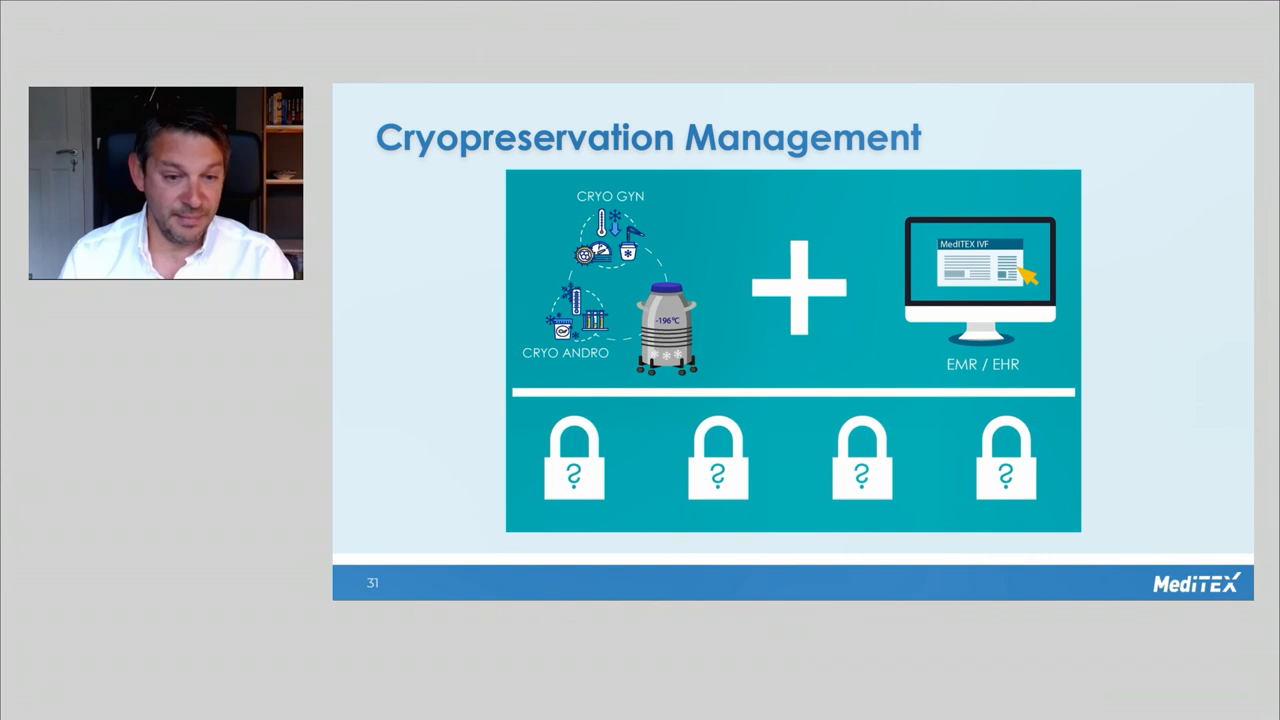 Cryopreservation Management
CRYO GYN
CRYO ANDRO
-196°C
MedITEX IVF
EMR / EHR
? ? ? ?
31
MediTEX